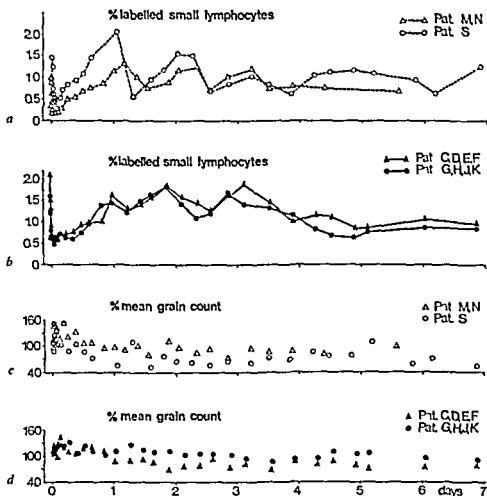 % labelled small lymphocytes
Pat. M,N
Pat. S
2.0
1.5
1.0
0.5
0
a
% labelled small lymphocytes
Pat. C,D,E,F
Pat. G,H,J,K
2.0
1.5
1.0
0.5
0
b
% mean grain count
Pat. M,N
Pat. S
160
100
40
c
% mean grain count
Pat. C,D,E,F
Pat. G,H,J,K
160
100
40
d
0 1 2 3 4 5 6 days 7